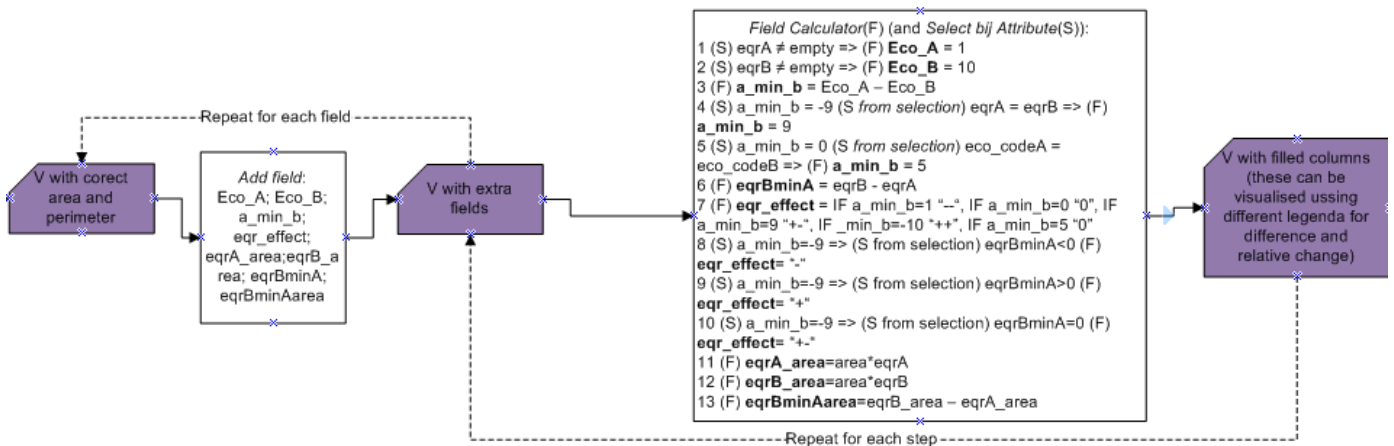 Repeat for each field
V with corect
area and
perimeter
Add field:
Eco_A; Eco_B;
a_min_b;
eqr_effect;
eqrA_area;eqrB_a
rea; eqrBminA;
eqrBminAarea
V with extra
fields
Field Calculator(F) (and Select bij Attribute(S)):
1 (S) eqrA ≠ empty => (F) Eco_A = 1
2 (S) eqrB ≠ empty => (F) Eco_B = 10
3 (F) a_min_b = Eco_A – Eco_B
4 (S) a_min_b = -9 (S from selection) eqrA = eqrB => (F)
a_min_b = 9
5 (S) a_min_b = 0 (S from selection) eco_codeA =
eco_codeB => (F) a_min_b = 5
6 (F) eqrBminA = eqrB - eqrA
7 (F) eqr_effect = IF a_min_b=1 “--“, IF a_min_b=0 “0”, IF
a_min_b=9 “+-”, IF _min_b=-10 “++”, IF a_min_b=5 “0”
8 (S) a_min_b=-9 => (S from selection) eqrBminA<0 (F)
eqr_effect= “-“
9 (S) a_min_b=-9 => (S from selection) eqrBminA>0 (F)
eqr_effect= “+“
10 (S) a_min_b=-9 => (S from selection) eqrBminA=0 (F)
eqr_effect= “+-“
11 (F) eqrA_area=area*eqrA
12 (F) eqrB_area=area*eqrB
13 (F) eqrBminAarea=eqrB_area – eqrA_area
V with filled columns
(these can be
visualised ussing
different legenda for
difference and
relative change)
Repeat for each step